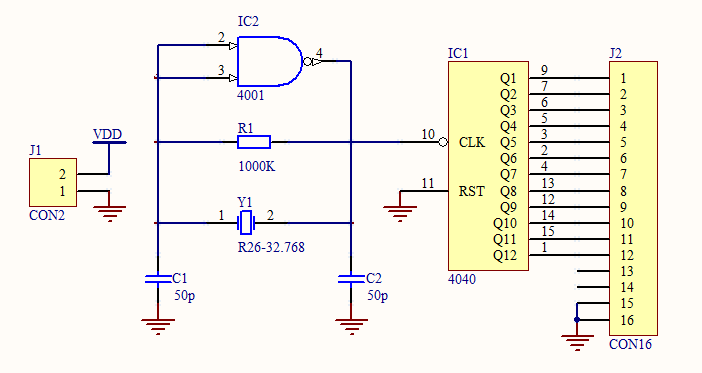 IC2
2
3
4
4001
R1
1000K
Y1
1
2
R26-32.768
C1
50p
C2
50p
J1
VDD
2
1
CON2
IC1
10
CLK
11
RST
4040
Q1 9
Q2 7
Q3 6
Q4 5
Q5 3
Q6 2
Q7 4
Q8 13
Q9 12
Q10 14
Q11 15
Q12 1
J2
1
2
3
4
5
6
7
8
9
10
11
12
13
14
15
16
CON16